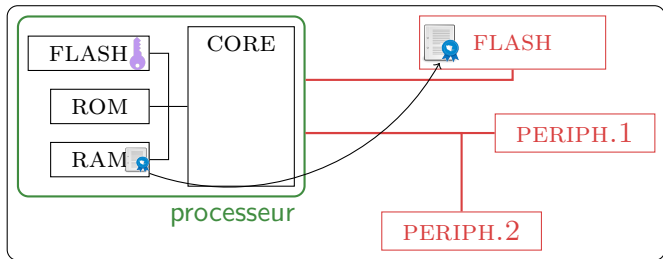 FLASH
CORE
ROM
RAM
processeur
FLASH
PERIPH.1
PERIPH.2